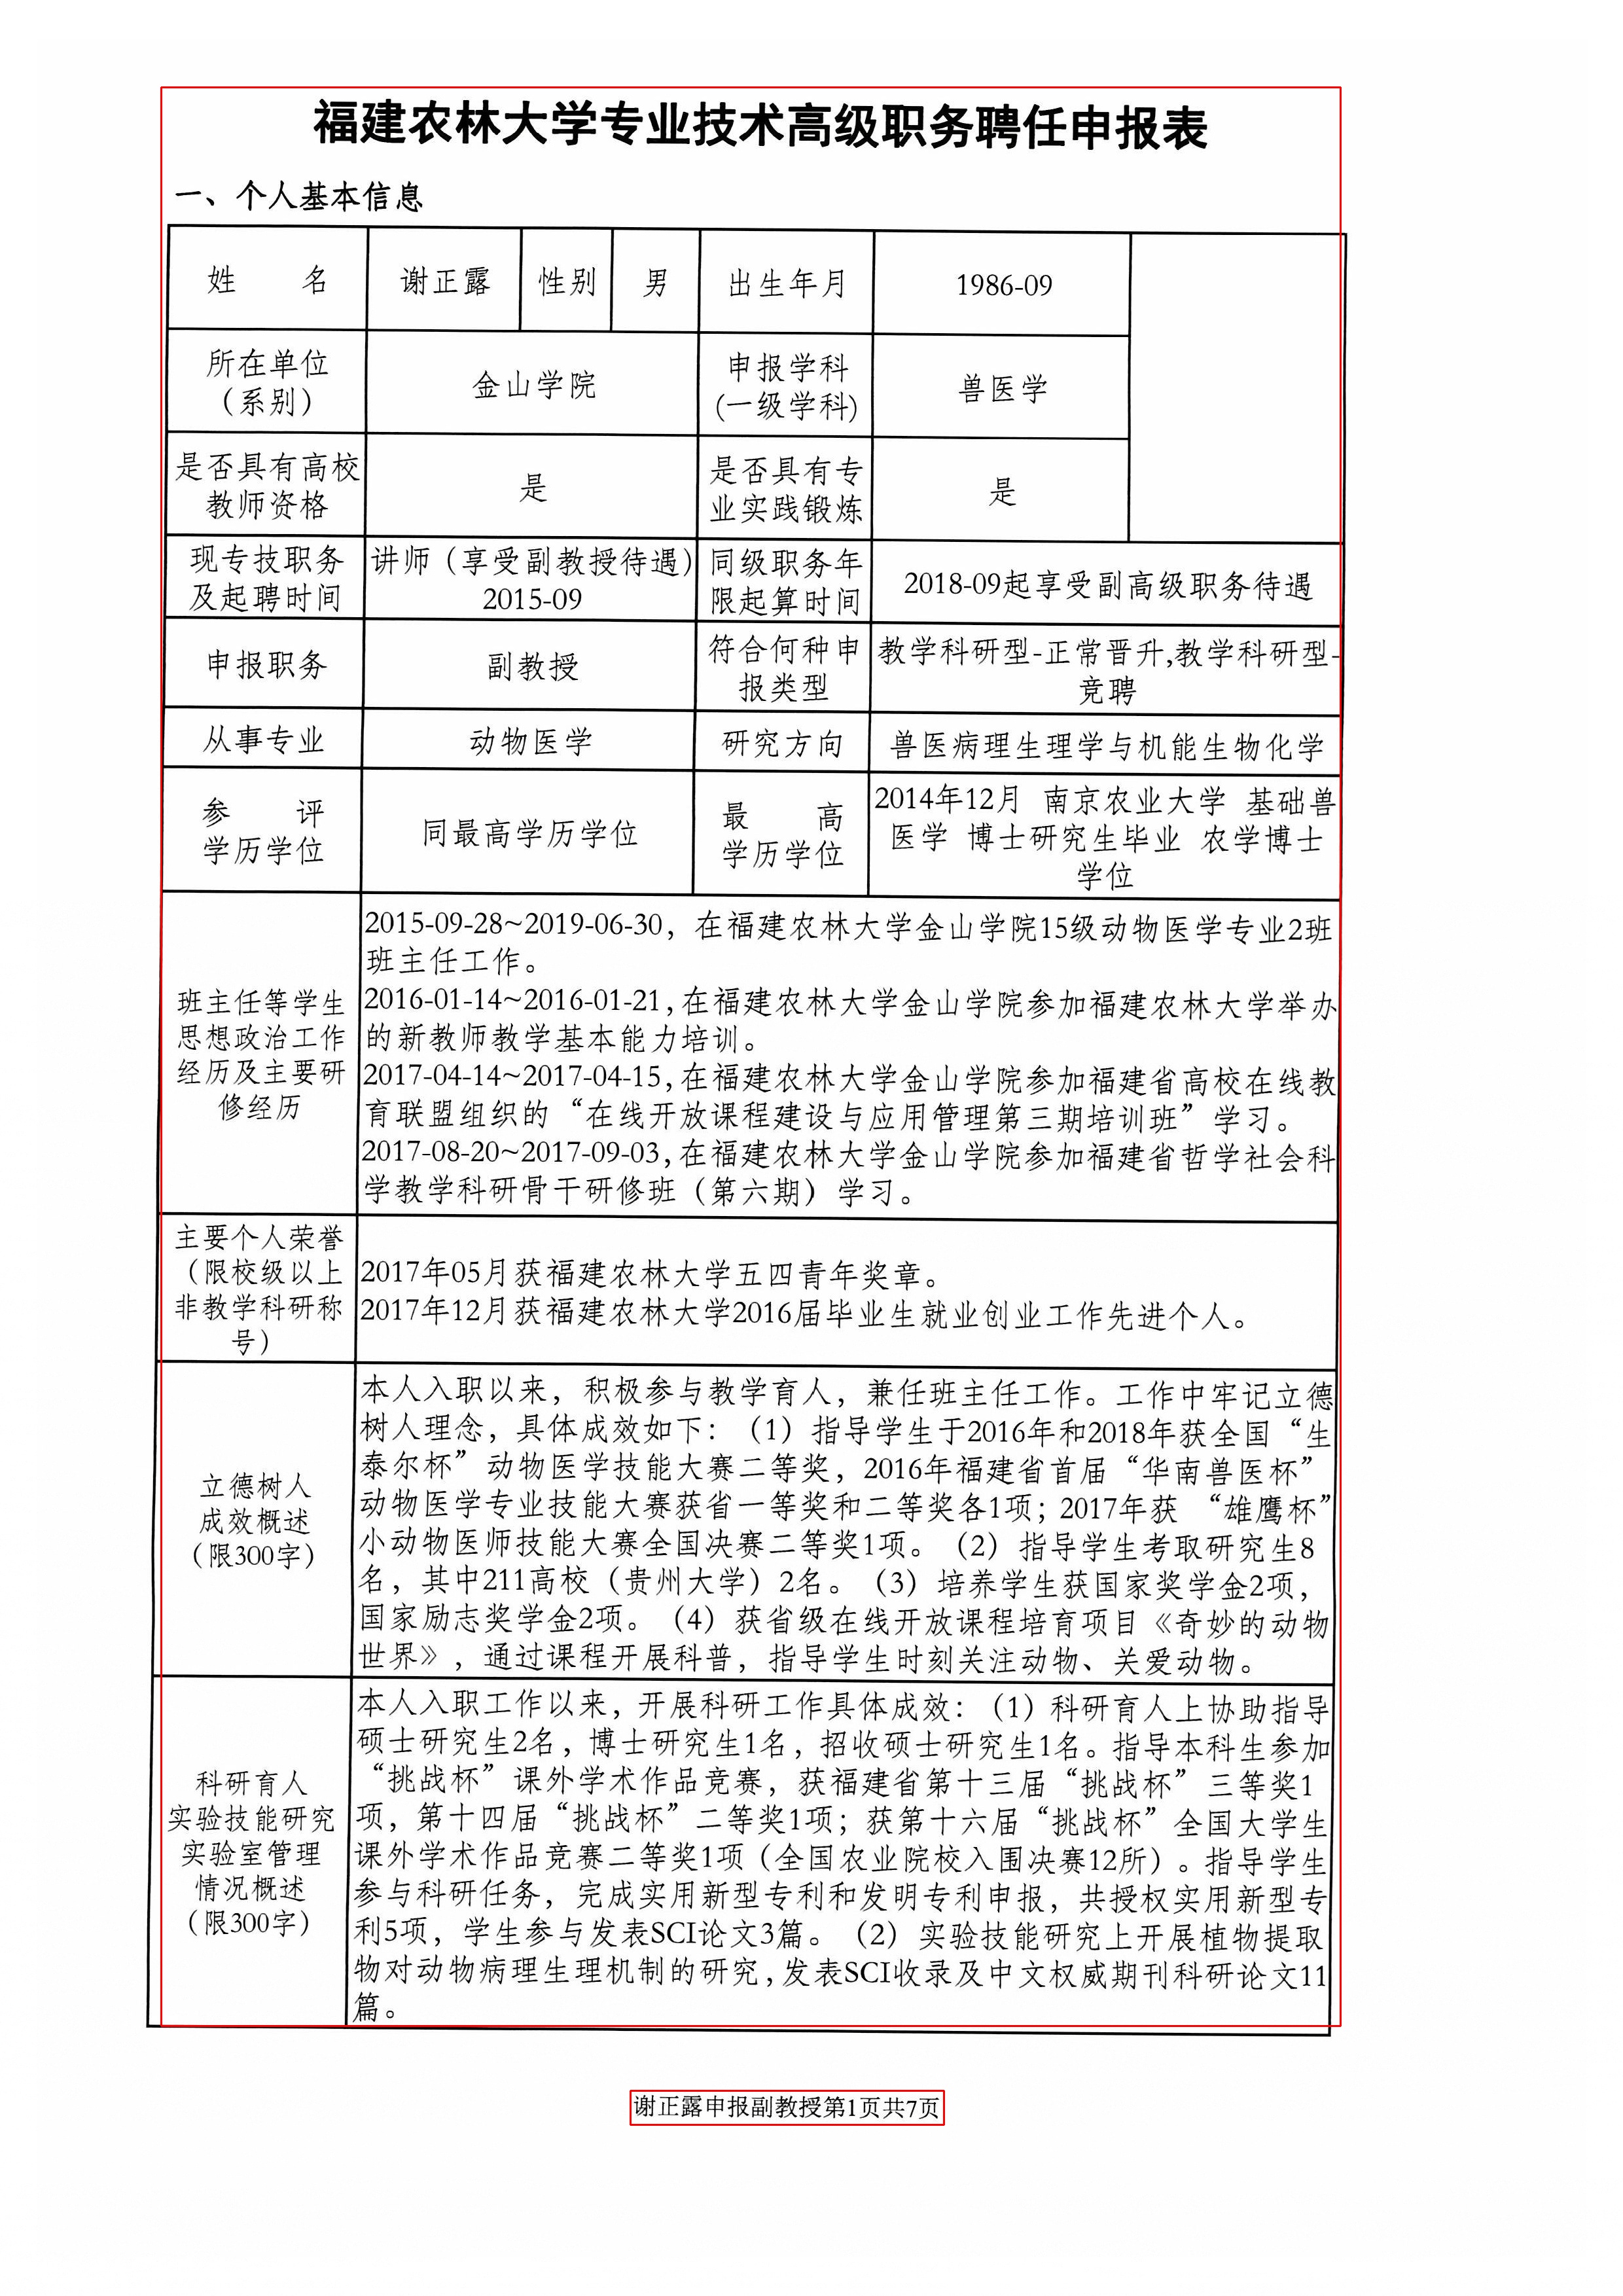 福建农林大学专业技术高级职务聘任申报表
一、个人基本信息
姓 名 谢正露 性别 男 出生年月 1986-09
所在单位
（系别）
金山学院
申报学科
(一级学科)
兽医学
是否具有高校
教师资格
是
是否具有专
业实践锻炼
是
现专技职务
及起聘时间
讲师（享受副教授待遇）
2015-09
同级职务年
限起算时间
2018-09起享受副高级职务待遇
申报职务
副教授
符合何种申
报类型
教学科研型-正常晋升,教学科研型-
竞聘
从事专业 动物医学 研究方向 兽医病理生理学与机能生物化学
参 评
学历学位
同最高学历学位
最 高
学历学位
2014年12月 南京农业大学 基础兽
医学 博士研究生毕业 农学博士
学位
班主任等学生
思想政治工作
经历及主要研
修经历
2015-09-28~2019-06-30，在福建农林大学金山学院15级动物医学专业2班
班主任工作。
2016-01-14~2016-01-21,在福建农林大学金山学院参加福建农林大学举办
的新教师教学基本能力培训。
2017-04-14~2017-04-15,在福建农林大学金山学院参加福建省高校在线教
育联盟组织的“在线开放课程建设与应用管理第三期培训班”学习。
2017-08-20~2017-09-03,在福建农林大学金山学院参加福建省哲学社会科
学教学科研骨干研修班（第六期）学习。
主要个人荣誉
（限校级以上
非教学科研称
号）
2017年05月获福建农林大学五四青年奖章。
2017年12月获福建农林大学2016届毕业生就业创业工作先进个人。
立德树人
成效概述
（限300字）
本人入职以来，积极参与教学育人，兼任班主任工作。工作中牢记立德
树人理念，具体成效如下：（1）指导学生于2016年和2018年获全国“生
泰尔杯”动物医学技能大赛二等奖，2016年福建省首届“华南兽医杯”
动物医学专业技能大赛获省一等奖和二等奖各1项；2017年获 “雄鹰杯”
小动物医师技能大赛全国决赛二等奖1项。（2）指导学生考取研究生8
名，其中211高校（贵州大学）2名。（3）培养学生获国家奖学金2项，
国家励志奖学金2项。（4）获省级在线开放课程培育项目《奇妙的动物
世界》，通过课程开展科普，指导学生时刻关注动物、关爱动物。
科研育人
实验技能研究
实验室管理
情况概述
（限300字）
本人入职工作以来，开展科研工作具体成效：（1）科研育人上协助指导
硕士研究生2名，博士研究生1名，招收硕士研究生1名。指导本科生参加
“挑战杯”课外学术作品竞赛，获福建省第十三届“挑战杯”三等奖1
项，第十四届“挑战杯”二等奖1项；获第十六届“挑战杯”全国大学生
课外学术作品竞赛二等奖1项（全国农业院校入围决赛12所）。指导学生
参与科研任务，完成实用新型专利和发明专利申报，共授权实用新型专
利5项，学生参与发表SCI论文3篇。（2）实验技能研究上开展植物提取
物对动物病理生理机制的研究,发表SCI收录及中文权威期刊科研论文11
篇。
谢正露申报副教授第1页共7页